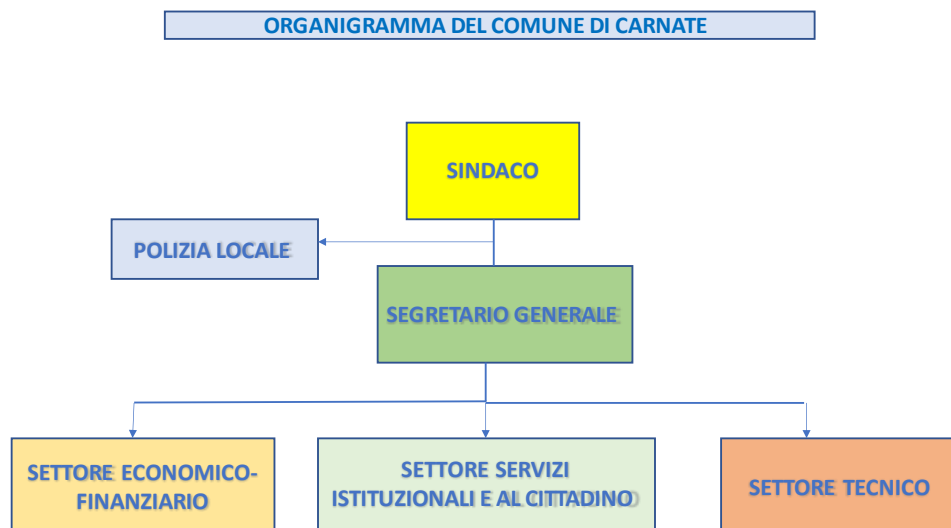 ORGANIGRAMMA DEL COMUNE DI CARNATE
SINDACO
POLIZIA LOCALE
SEGRETARIO GENERALE
SETTORE ECONOMICO-
FINANZIARIO
SETTORE SERVIZI
ISTITUZIONALI E AL CITTADINO
SETTORE TECNICO